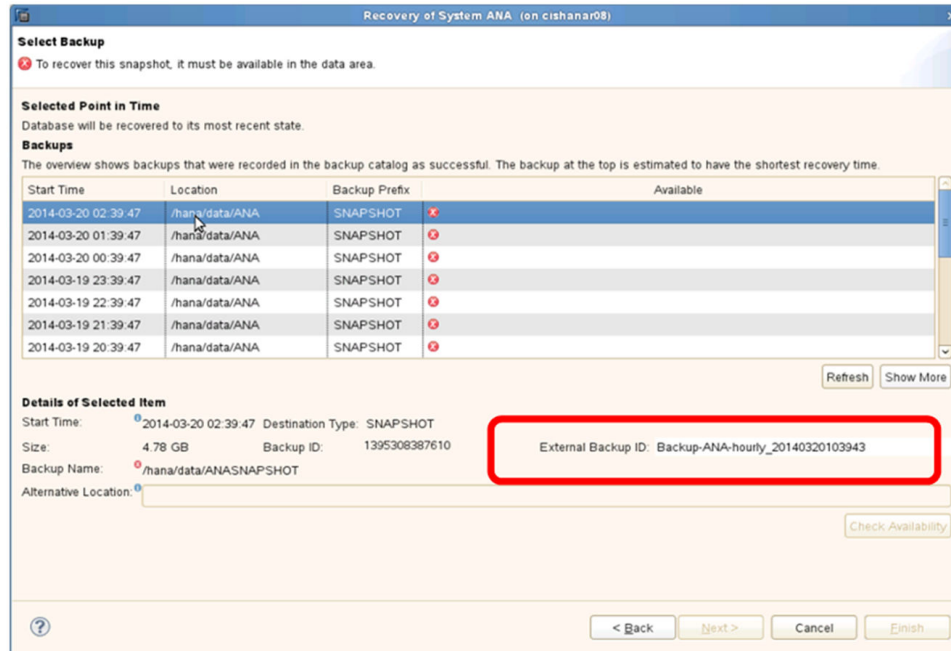 Recovery of System ANA (on cishanar08)
Select Backup
To recover this snapshot, it must be available in the data area.
Selected Point in Time
Database will be recovered to its most recent state.
Backups
The overview shows backups that were recorded in the backup catalog as successful. The backup at the top is estimated to have the shortest recovery time.
Start Time Location Backup Prefix Available
2014-03-20 02:39:47 /hana/data/ANA SNAPSHOT
2014-03-20 01:39:47 /hana/data/ANA SNAPSHOT
2014-03-20 00:39:47 /hana/data/ANA SNAPSHOT
2014-03-19 23:39:47 /hana/data/ANA SNAPSHOT
2014-03-19 22:39:47 /hana/data/ANA SNAPSHOT
2014-03-19 21:39:47 /hana/data/ANA SNAPSHOT
2014-03-19 20:39:47 /hana/data/ANA SNAPSHOT
Refresh Show More
Details of Selected Item
Start Time: 2014-03-20 02:39:47 Destination Type: SNAPSHOT
Size: 4.78 GB Backup ID: 1395308387610 External Backup ID: Backup-ANA-hourly_20140320103943
Backup Name: /hana/data/ANASNAPSHOT
Alternative Location:
Check Availability
? < Back Next > Cancel Finish